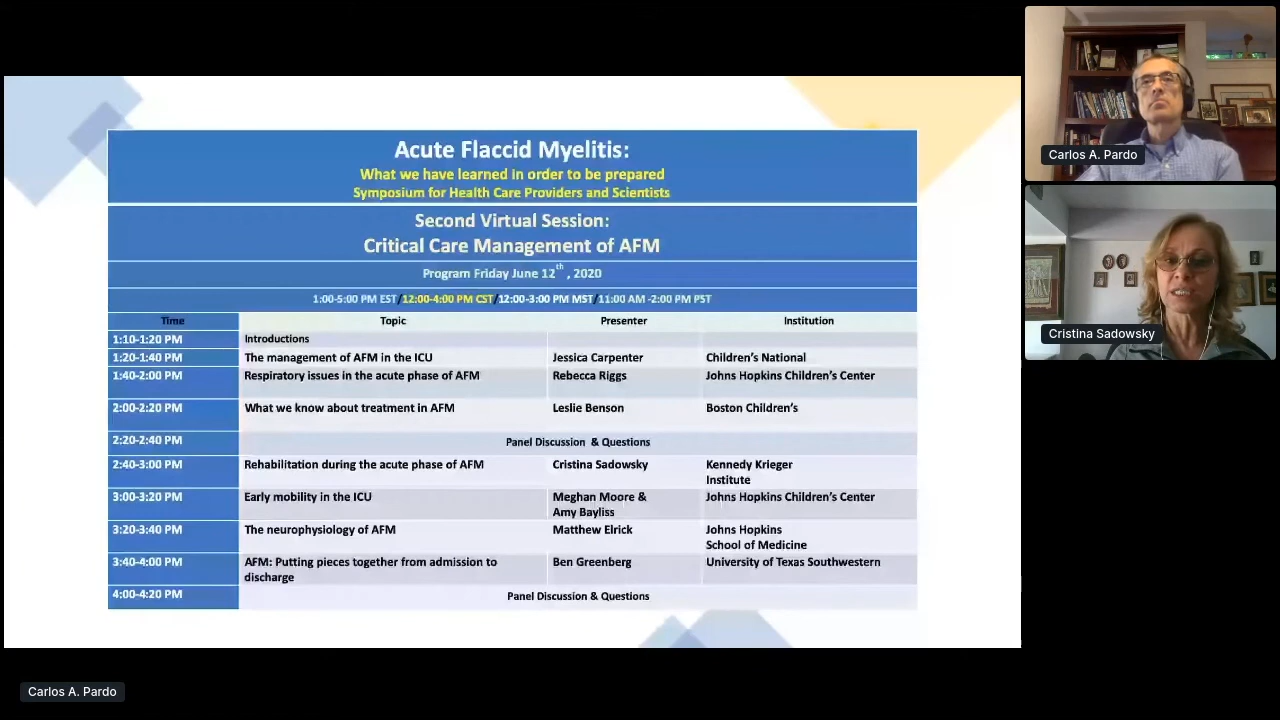 Acute Flaccid Myelitis:
What we have learned in order to be prepared
Symposium for Health Care Providers and Scientists
Second Virtual Session:
Critical Care Management of AFM
Program Friday June 12th , 2020
1:00-5:00 PM EST/12:00-4:00 PM CST/12:00-3:00 PM MST/11:00 AM -2:00 PM PST
Time Topic Presenter Institution
1:10-1:20 PM Introductions
1:20-1:40 PM The management of AFM in the ICU Jessica Carpenter Children's National
1:40-2:00 PM Respiratory issues in the acute phase of AFM Rebecca Riggs Johns Hopkins Children's Center
2:00-2:20 PM What we know about treatment in AFM Leslie Benson Boston Children's
2:20-2:40 PM Panel Discussion & Questions
2:40-3:00 PM Rehabilitation during the acute phase of AFM Cristina Sadowsky Kennedy Krieger
Institute
3:00-3:20 PM Early mobility in the ICU Meghan Moore & Johns Hopkins Children's Center
Amy Bayliss
3:20-3:40 PM The neurophysiology of AFM Matthew Elrick Johns Hopkins
School of Medicine
3:40-4:00 PM AFM: Putting pieces together from admission to Ben Greenberg University of Texas Southwestern
discharge
4:00-4:20 PM Panel Discussion & Questions
Carlos A. Pardo
Cristina Sadowsky
Carlos A. Pardo